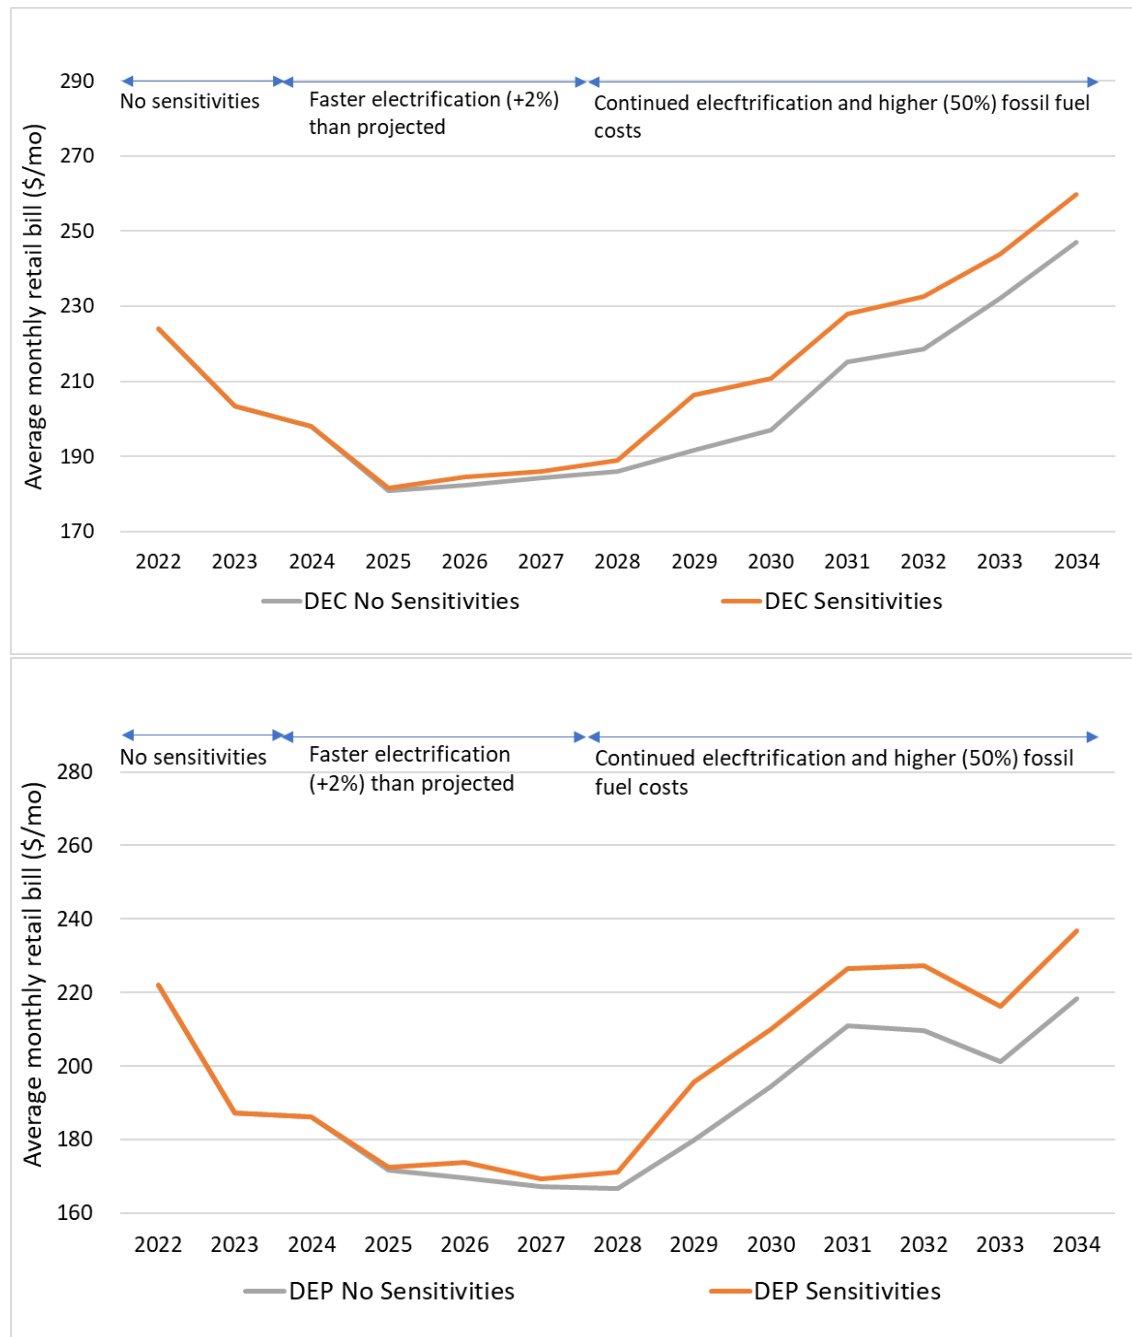 290
No sensitivities
Faster electrification (+2%)
than projected
Continued elecftrification and higher (50%) fossil fuel
costs
270
250
230
210
190
170
Average monthly retail bill ($/mo)
2022 2023 2024 2025 2026 2027 2028 2029 2030 2031 2032 2033 2034
DEC No Sensitivities DEC Sensitivities
No sensitivities
Faster electrification
(+2%) than projected
Continued elecftrification and higher (50%) fossil
fuel costs
280
260
240
220
200
180
160
Average monthly retail bill ($/mo)
2022 2023 2024 2025 2026 2027 2028 2029 2030 2031 2032 2033 2034
DEP No Sensitivities DEP Sensitivities